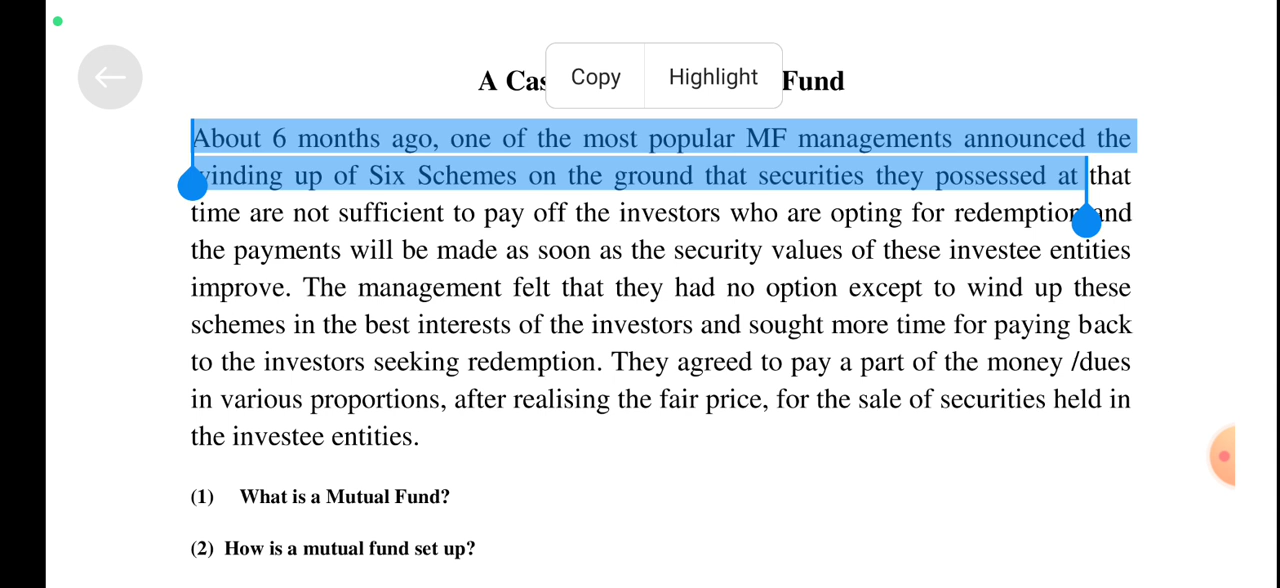 Copy Highlight
A Cas Fund
About 6 months ago, one of the most popular MF managements announced the
winding up of Six Schemes on the ground that securities they possessed at that
time are not sufficient to pay off the investors who are opting for redemption and
the payments will be made as soon as the security values of these investee entities
improve. The management felt that they had no option except to wind up these
schemes in the best interests of the investors and sought more time for paying back
to the investors seeking redemption. They agreed to pay a part of the money /dues
in various proportions, after realising the fair price, for the sale of securities held in
the investee entities.
(1) What is a Mutual Fund?
(2) How is a mutual fund set up?